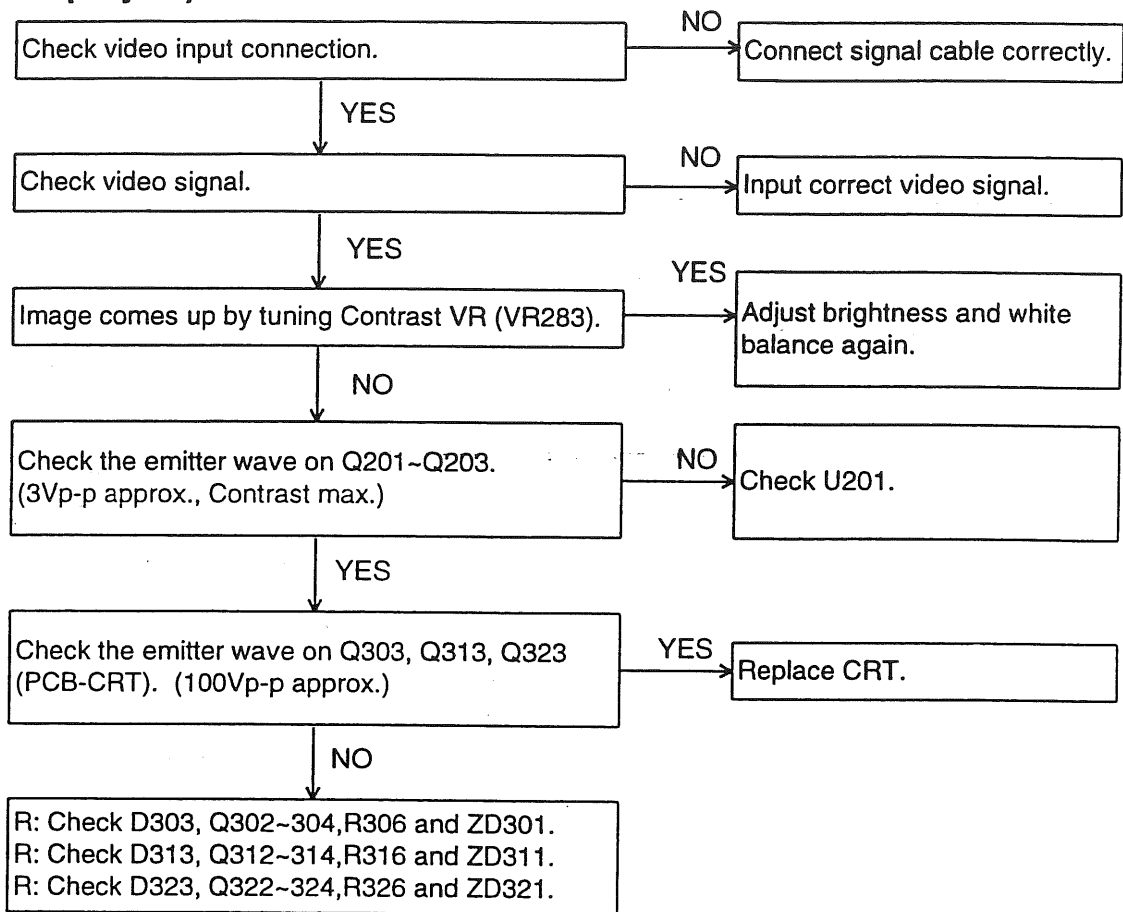 Check video input connection.
NO
Connect signal cable correctly.
YES
Check video signal.
NO
Input correct video signal.
YES
Image comes up by tuning Contrast VR (VR283).
YES
Adjust brightness and white
balance again.
NO
Check the emitter wave on Q201~Q203.
(3Vp-p approx., Contrast max.)
NO
Check U201.
YES
Check the emitter wave on Q303, Q313, Q323
(PCB-CRT). (100Vp-p approx.)
YES
Replace CRT.
NO
R: Check D303, Q302~304,R306 and ZD301.
R: Check D313, Q312~314,R316 and ZD311.
R: Check D323, Q322~324,R326 and ZD321.